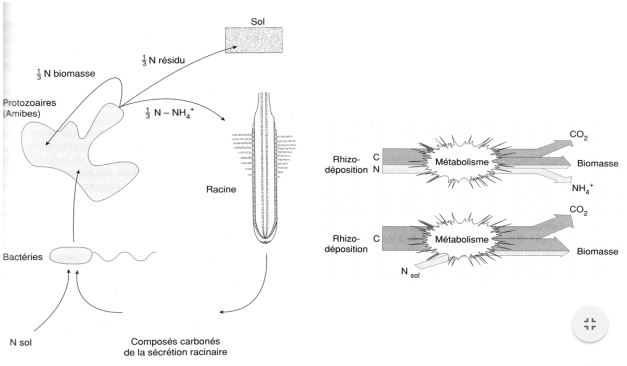 Sol
1/3 N résidu
1/3 N biomasse
Protozoaires
(Amibes)
1/3 N – NH4+
Racine
Bactéries
N sol
Composés carbonés
de la sécrétion racinaire
CO2
Rhizo-
déposition
C
N
Métabolisme
Biomasse
NH4+
CO2
Rhizo-
déposition
C
Métabolisme
Biomasse
N sol